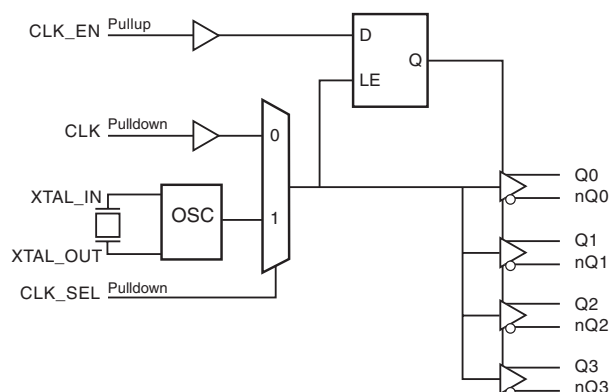 CLK_EN Pullup
D
Q
LE
CLK Pulldown
0
XTAL_IN
OSC
1
XTAL_OUT
CLK_SEL Pulldown
Q0
nQ0
Q1
nQ1
Q2
nQ2
Q3
nQ3